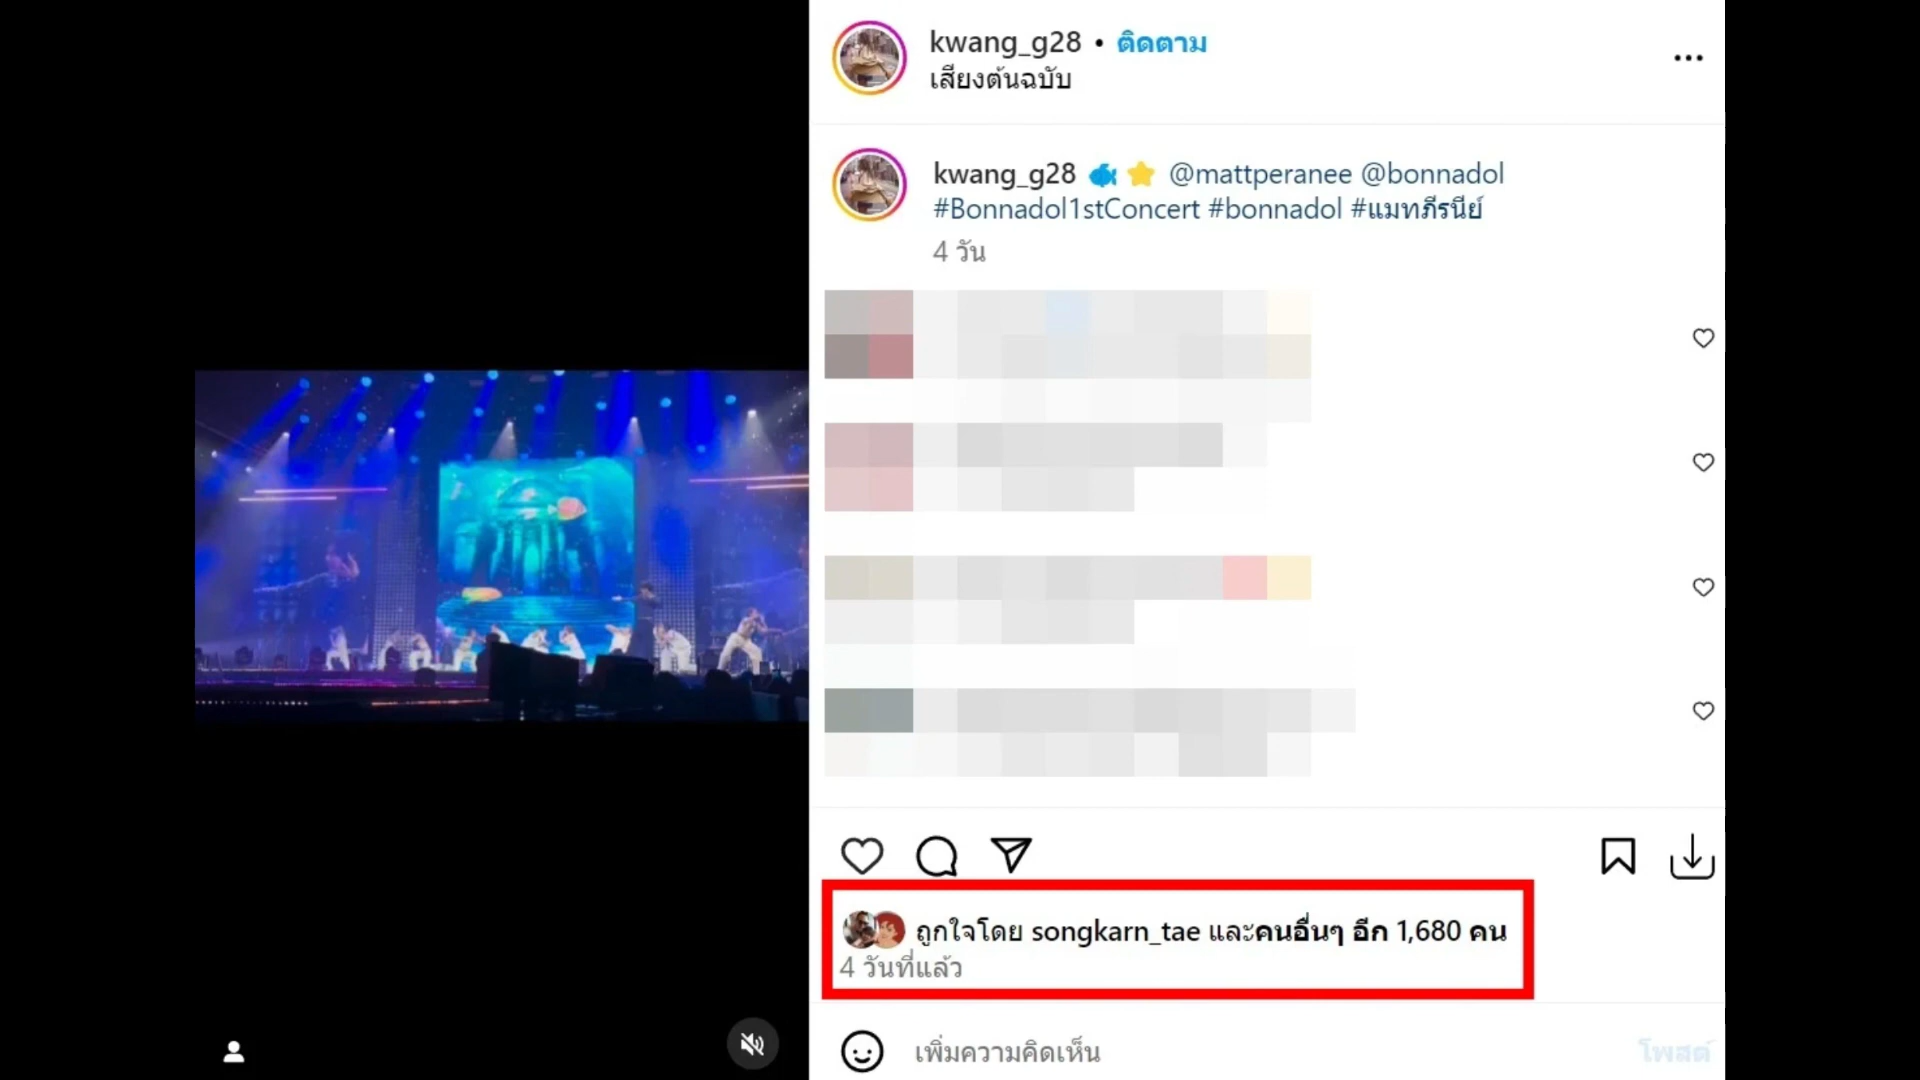 kwang_g28 • ติดตาม
เสียงต้นฉบับ
kwang_g28 @mattperanee @bonnadol
#Bonnadol1stConcert #bonnadol #แมทภีรนีย์
4 วัน
ถูกใจโดย songkarn_tae และคนอื่นๆ อีก 1,680 คน
4 วันที่แล้ว
เพิ่มความคิดเห็น
โพสต์